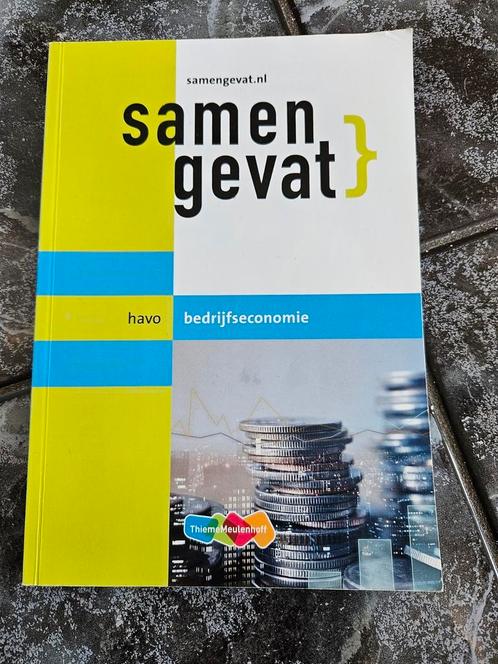 samengevat.nl
samen
gevat}
havo bedrijfseconomie
ThiemeMeulenhoff